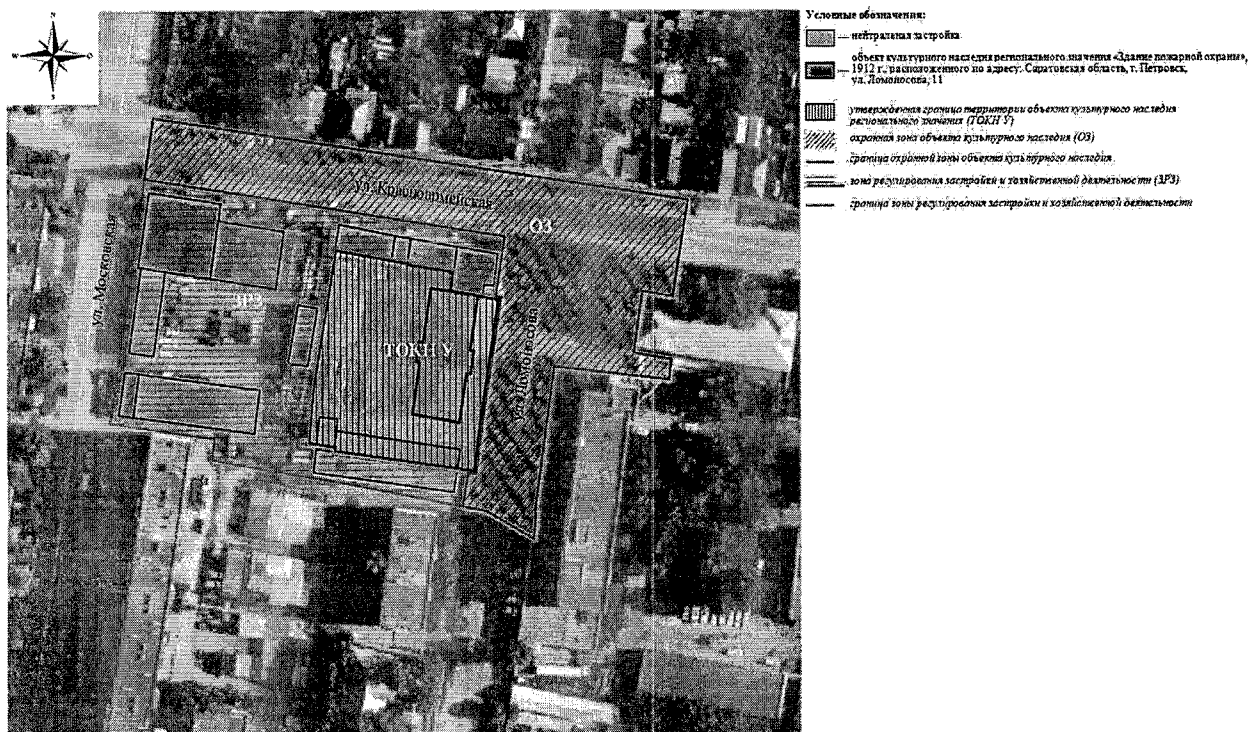 Условные обозначения:
нейтральная застройка
объект культурного наследия регионального значения «Здание пожарной охраны»,
1912 г., расположенного по адресу: Саратовская область, г. Петровск,
ул. Ломоносова, 11
утвержденная граница территории объекта культурного наследия
регионального значения (ТОКН У)
охранная зона объекта культурного наследия (ОЗ)
граница охранной зоны объекта культурного наследия
зона регулирования застройки и хозяйственной деятельности (ЗРЗ)
граница зоны регулирования застройки и хозяйственной деятельности
ул. Красноармейская
ОЗ
ул. Московская
ЗРЗ
ТОКН У
ул. Ломоносова